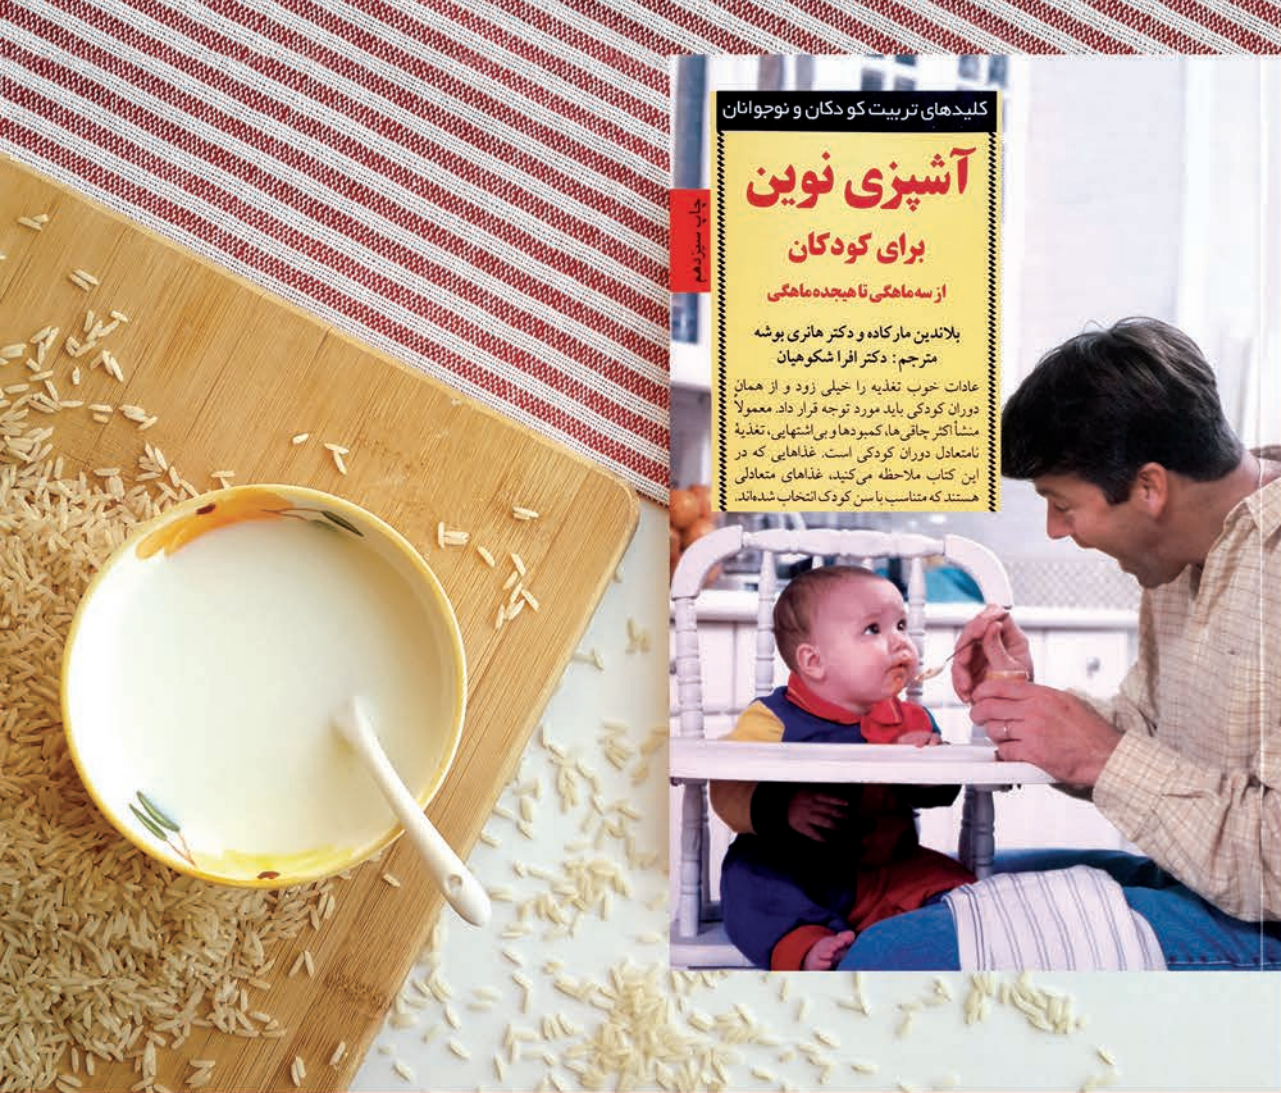 کلیدهای تربیت کودکان و نوجوانان
آشپزی نوین
برای کودکان
از سه‌ماهگی تا هیجده‌ماهگی
چاپ سیزدهم
بلاندین مارکاده و دکتر هانری بوشه
مترجم: دکتر افرا شکوهیان
عادات خوب تغذیه را خیلی زود و از همان
دوران کودکی باید مورد توجه قرار داد. معمولاً
منشأ اکثر چاقی‌ها، کمبودها و بی‌اشتهایی، تغذیهٔ
نامتعادل دوران کودکی است. غذاهایی که در
این کتاب ملاحظه می‌کنید، غذاهای متعادلی
هستند که متناسب با سن کودک انتخاب شده‌اند.